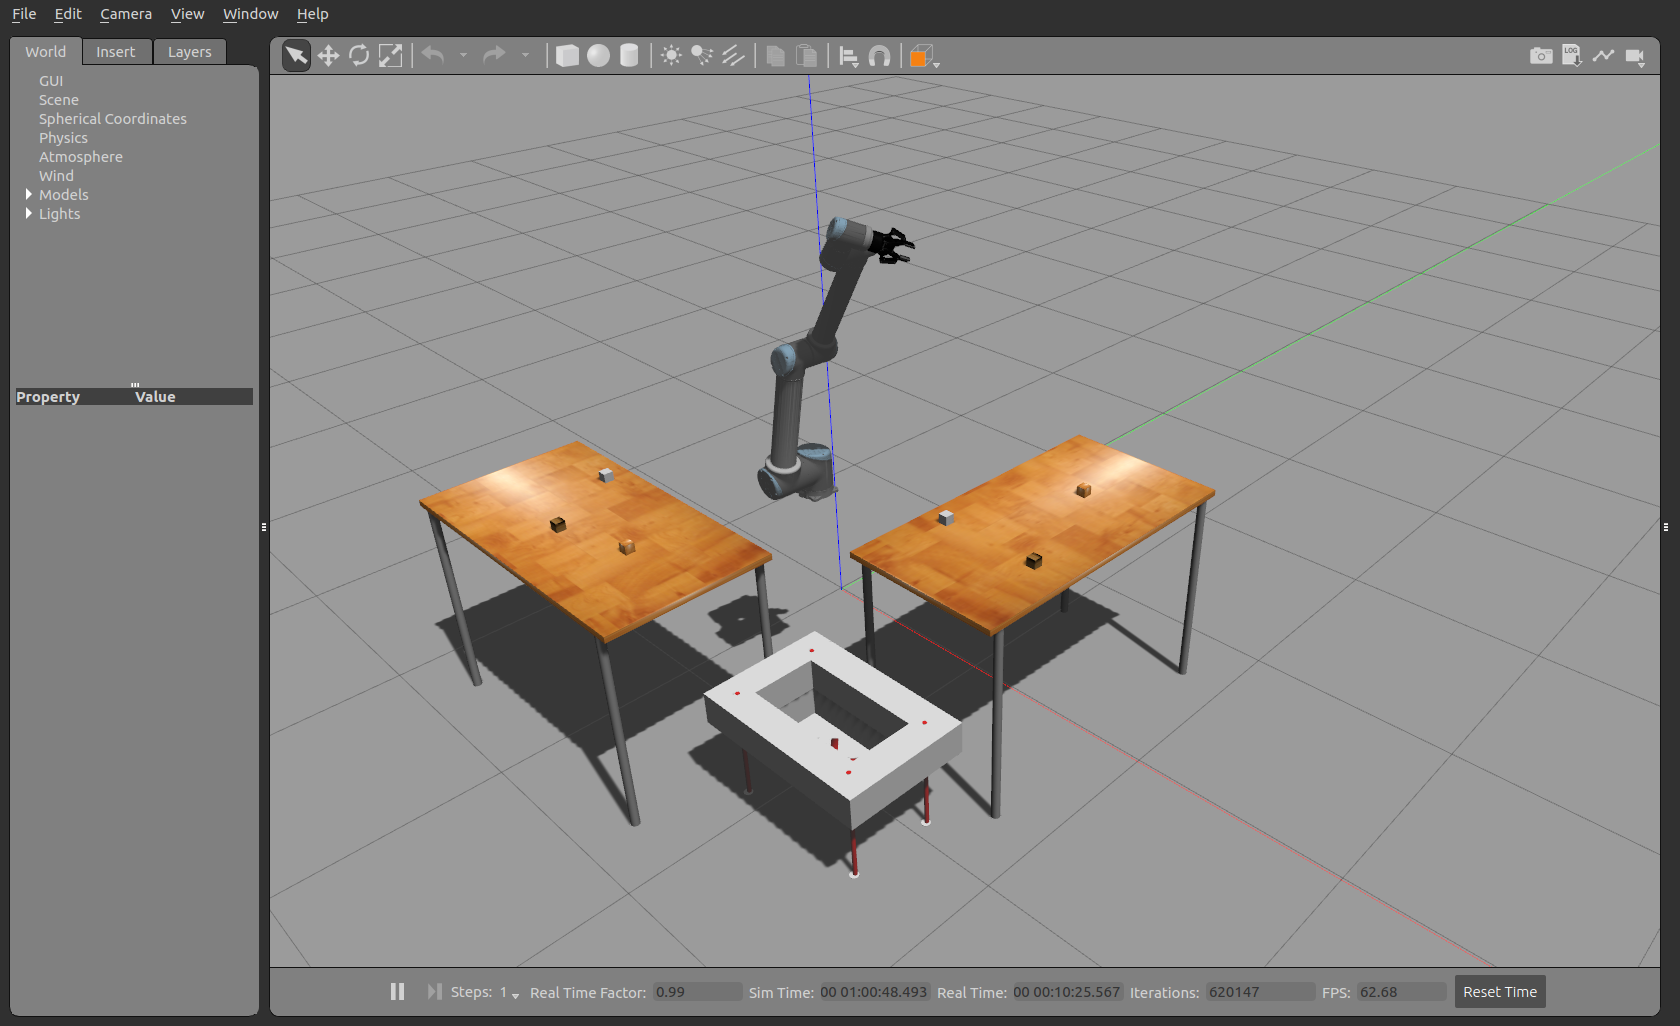 File Edit Camera View Window Help
World Insert Layers
LOG
GUI
Scene
Spherical Coordinates
Physics
Atmosphere
Wind
Models
Lights
Property Value
Steps: 1 Real Time Factor: 0.99 Sim Time: 00 01:00:48.493 Real Time: 00 00:10:25.567 Iterations: 620147 FPS: 62.68 Reset Time